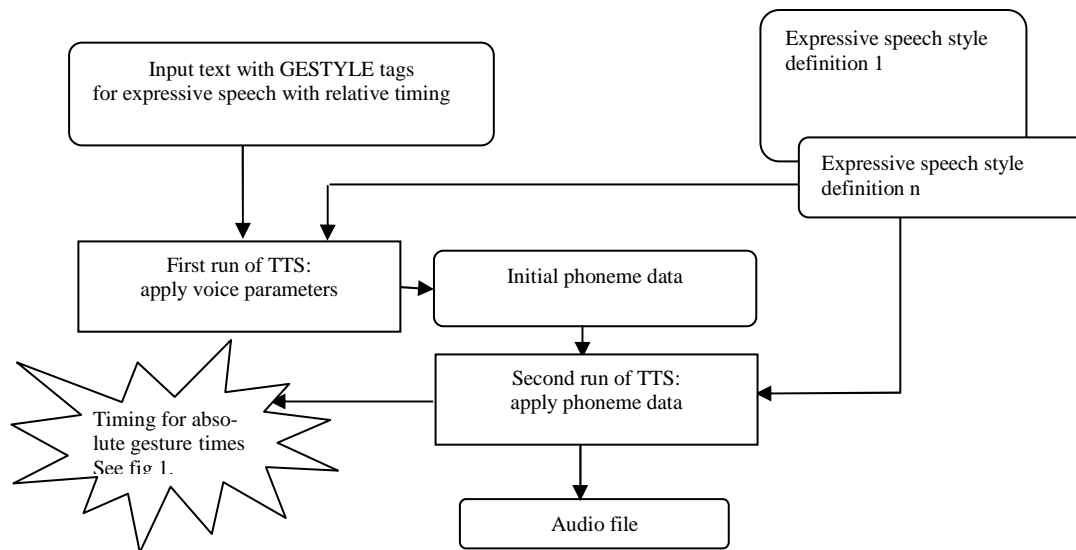 Input text with GESTYLE tags
for expressive speech with relative timing
Expressive speech style
definition 1
Expressive speech style
definition n
First run of TTS:
apply voice parameters
Initial phoneme data
Second run of TTS:
apply phoneme data
Timing for abso-
lute gesture times
See fig 1.
Audio file